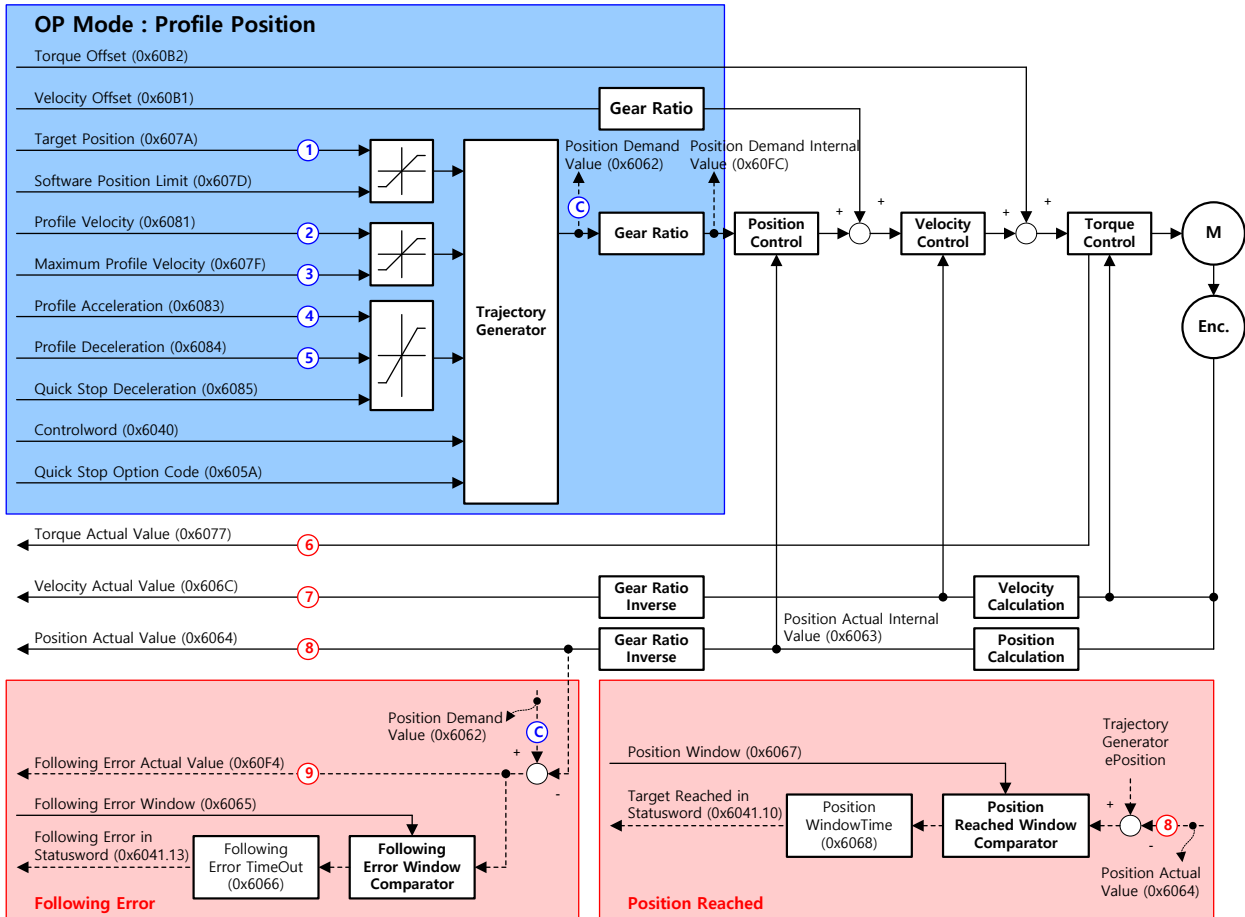 OP Mode : Profile Position
Torque Offset (0x60B2)
Velocity Offset (0x60B1)
Gear Ratio
Target Position (0x607A)
1
Software Position Limit (0x607D)
Profile Velocity (0x6081)
2
Maximum Profile Velocity (0x607F)
3
Profile Acceleration (0x6083)
4
Profile Deceleration (0x6084)
5
Quick Stop Deceleration (0x6085)
Controlword (0x6040)
Quick Stop Option Code (0x605A)
Trajectory
Generator
Position Demand
Value (0x6062)
C
Gear Ratio
Position Demand Internal
Value (0x60FC)
Position
Control
+
+
Velocity
Control
+
+
Torque
Control
M
Enc.
Torque Actual Value (0x6077)
6
Velocity Actual Value (0x606C)
7
Gear Ratio
Inverse
Velocity
Calculation
Position Actual Value (0x6064)
8
Gear Ratio
Inverse
Position Actual Internal
Value (0x6063)
Position
Calculation
Position Demand
Value (0x6062)
C
+
-
Following Error Actual Value (0x60F4)
9
Following Error Window (0x6065)
Following Error in
Statusword (0x6041.13)
Following
Error TimeOut
(0x6066)
Following
Error Window
Comparator
Following Error
Position Window (0x6067)
Target Reached in
Statusword (0x6041.10)
Position
WindowTime
(0x6068)
Position
Reached Window
Comparator
Trajectory
Generator
ePosition
+
-
8
Position Actual
Value (0x6064)
Position Reached